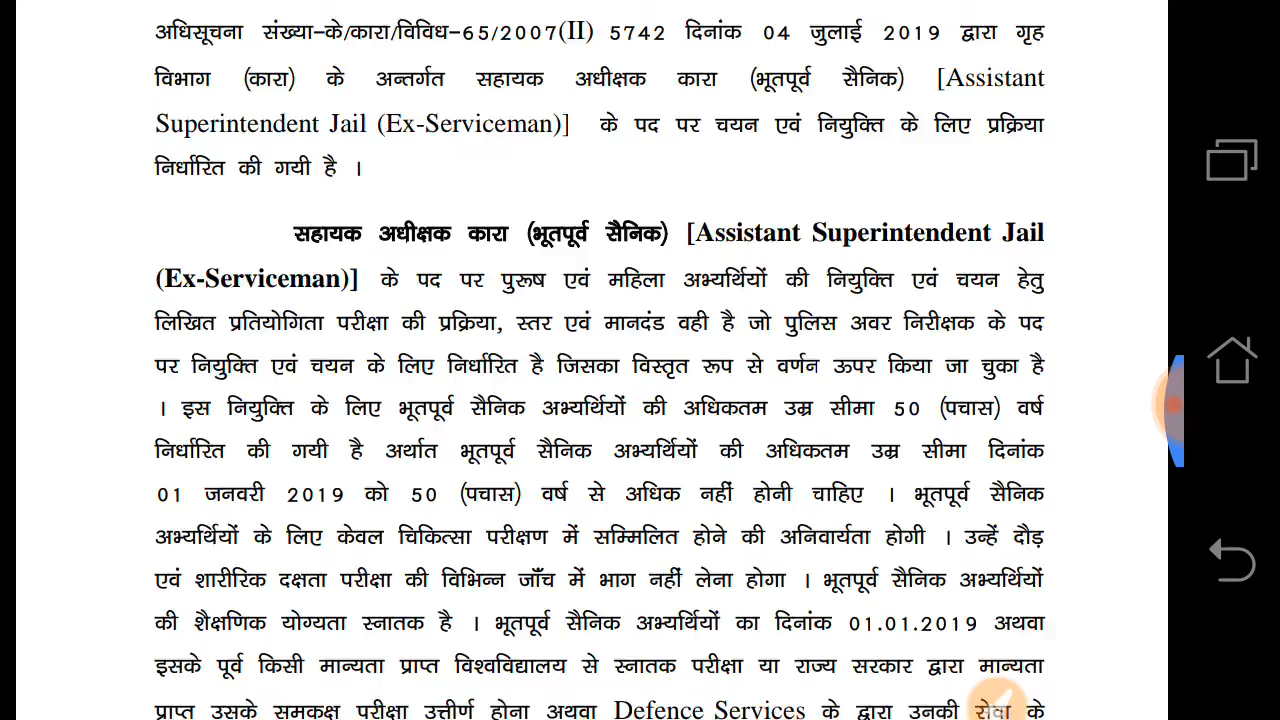 अधिसूचना संख्या-के/कारा/विविध-65/2007(II) 5742 दिनांक 04 जुलाई 2019 द्वारा गृह
विभाग (कारा) के अन्तर्गत सहायक अधीक्षक कारा (भूतपूर्व सैनिक) [Assistant
Superintendent Jail (Ex-Serviceman)] के पद पर चयन एवं नियुक्ति के लिए प्रक्रिया
निर्धारित की गयी है ।
सहायक अधीक्षक कारा (भूतपूर्व सैनिक) [Assistant Superintendent Jail
(Ex-Serviceman)] के पद पर पुरूष एवं महिला अभ्यर्थियों की नियुक्ति एवं चयन हेतु
लिखित प्रतियोगिता परीक्षा की प्रक्रिया, स्तर एवं मानदंड वही है जो पुलिस अवर निरीक्षक के पद
पर नियुक्ति एवं चयन के लिए निर्धारित है जिसका विस्तृत रूप से वर्णन ऊपर किया जा चुका है
। इस नियुक्ति के लिए भूतपूर्व सैनिक अभ्यर्थियों की अधिकतम उम्र सीमा 50 (पचास) वर्ष
निर्धारित की गयी है अर्थात भूतपूर्व सैनिक अभ्यर्थियों की अधिकतम उम्र सीमा दिनांक
01 जनवरी 2019 को 50 (पचास) वर्ष से अधिक नहीं होनी चाहिए । भूतपूर्व सैनिक
अभ्यर्थियों के लिए केवल चिकित्सा परीक्षण में सम्मिलित होने की अनिवार्यता होगी । उन्हें दौड़
एवं शारीरिक दक्षता परीक्षा की विभिन्न जाँच में भाग नहीं लेना होगा । भूतपूर्व सैनिक अभ्यर्थियों
की शैक्षणिक योग्यता स्नातक है । भूतपूर्व सैनिक अभ्यर्थियों का दिनांक 01.01.2019 अथवा
इसके पूर्व किसी मान्यता प्राप्त विश्वविद्यालय से स्नातक परीक्षा या राज्य सरकार द्वारा मान्यता
प्राप्त उसके समकक्ष परीक्षा उत्तीर्ण होना अथवा Defence Services के द्वारा उनकी सेवा के